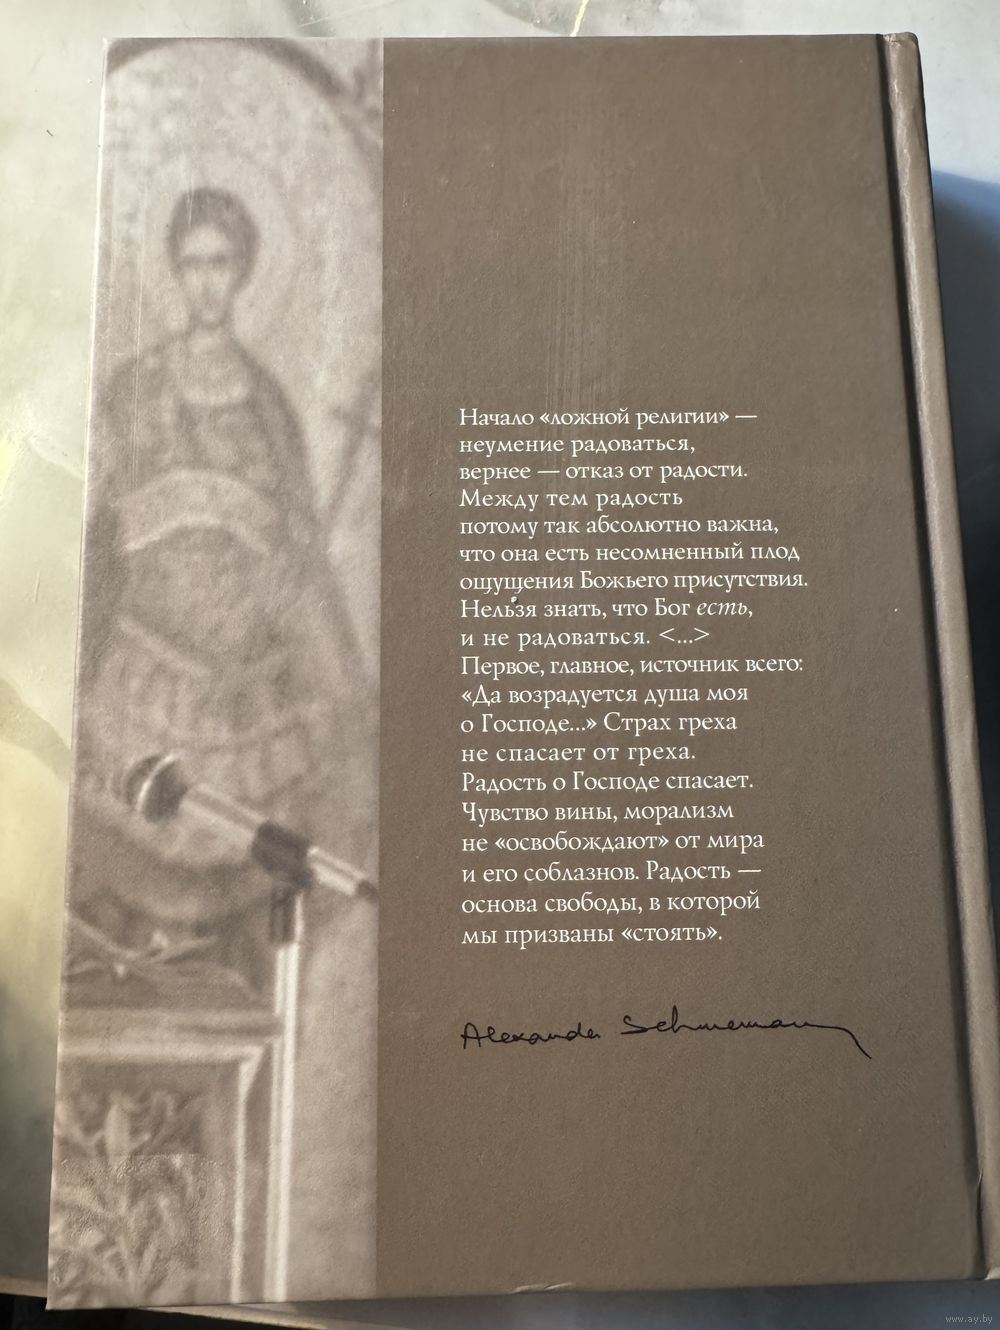 Начало «ложной религии» —
неумение радоваться,
вернее — отказ от радости.
Между тем радость
потому так абсолютно важна,
что она есть несомненный плод
ощущения Божьего присутствия.
Нельзя знать, что Бог есть,
и не радоваться. <...>
Первое, главное, источник всего:
«Да возрадуется душа моя
о Господе...» Страх греха
не спасает от греха.
Радость о Господе спасает.
Чувство вины, морализм
не «освобождают» от мира
и его соблазнов. Радость —
основа свободы, в которой
мы призваны «стоять».
Alexander Schmemann
www.ay.by